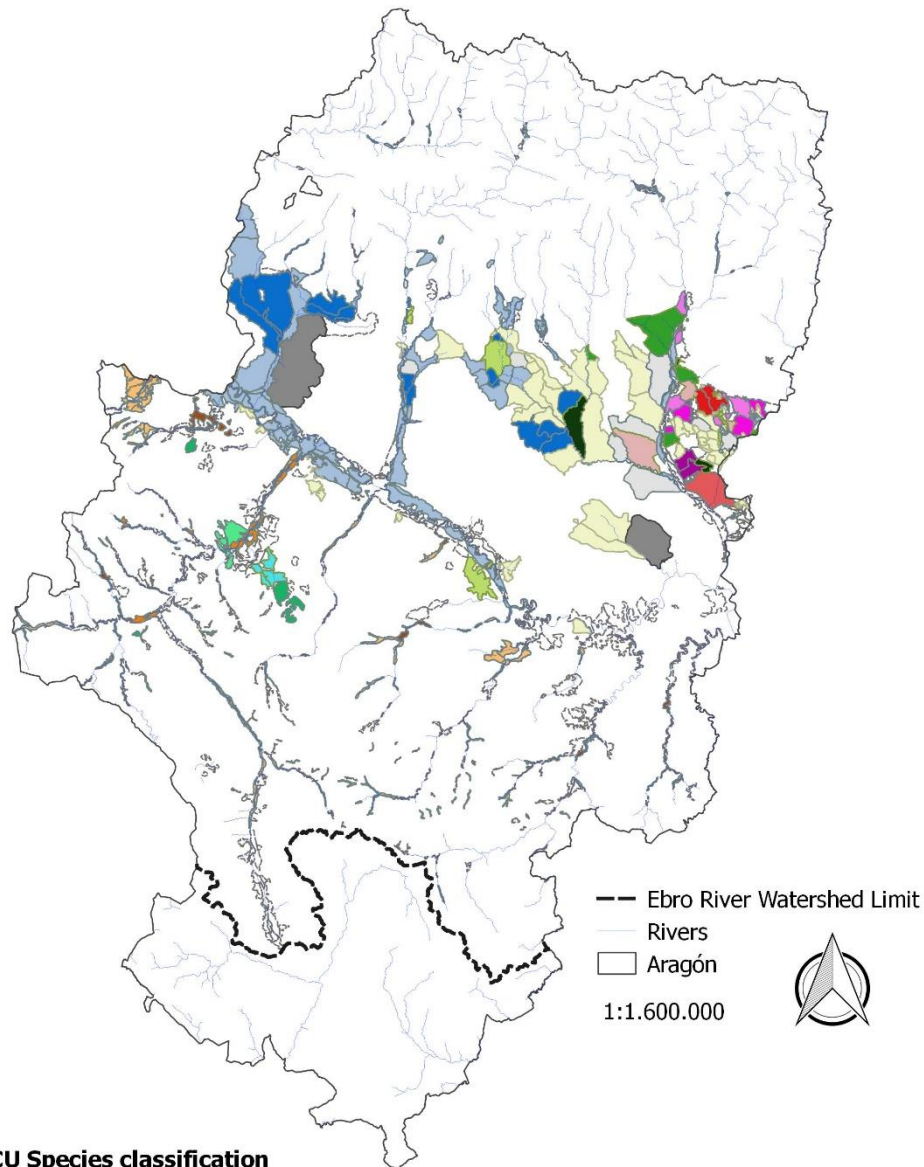 Ebro River Watershed Limit
Rivers
Aragón
1:1.600.000
CU Species classification